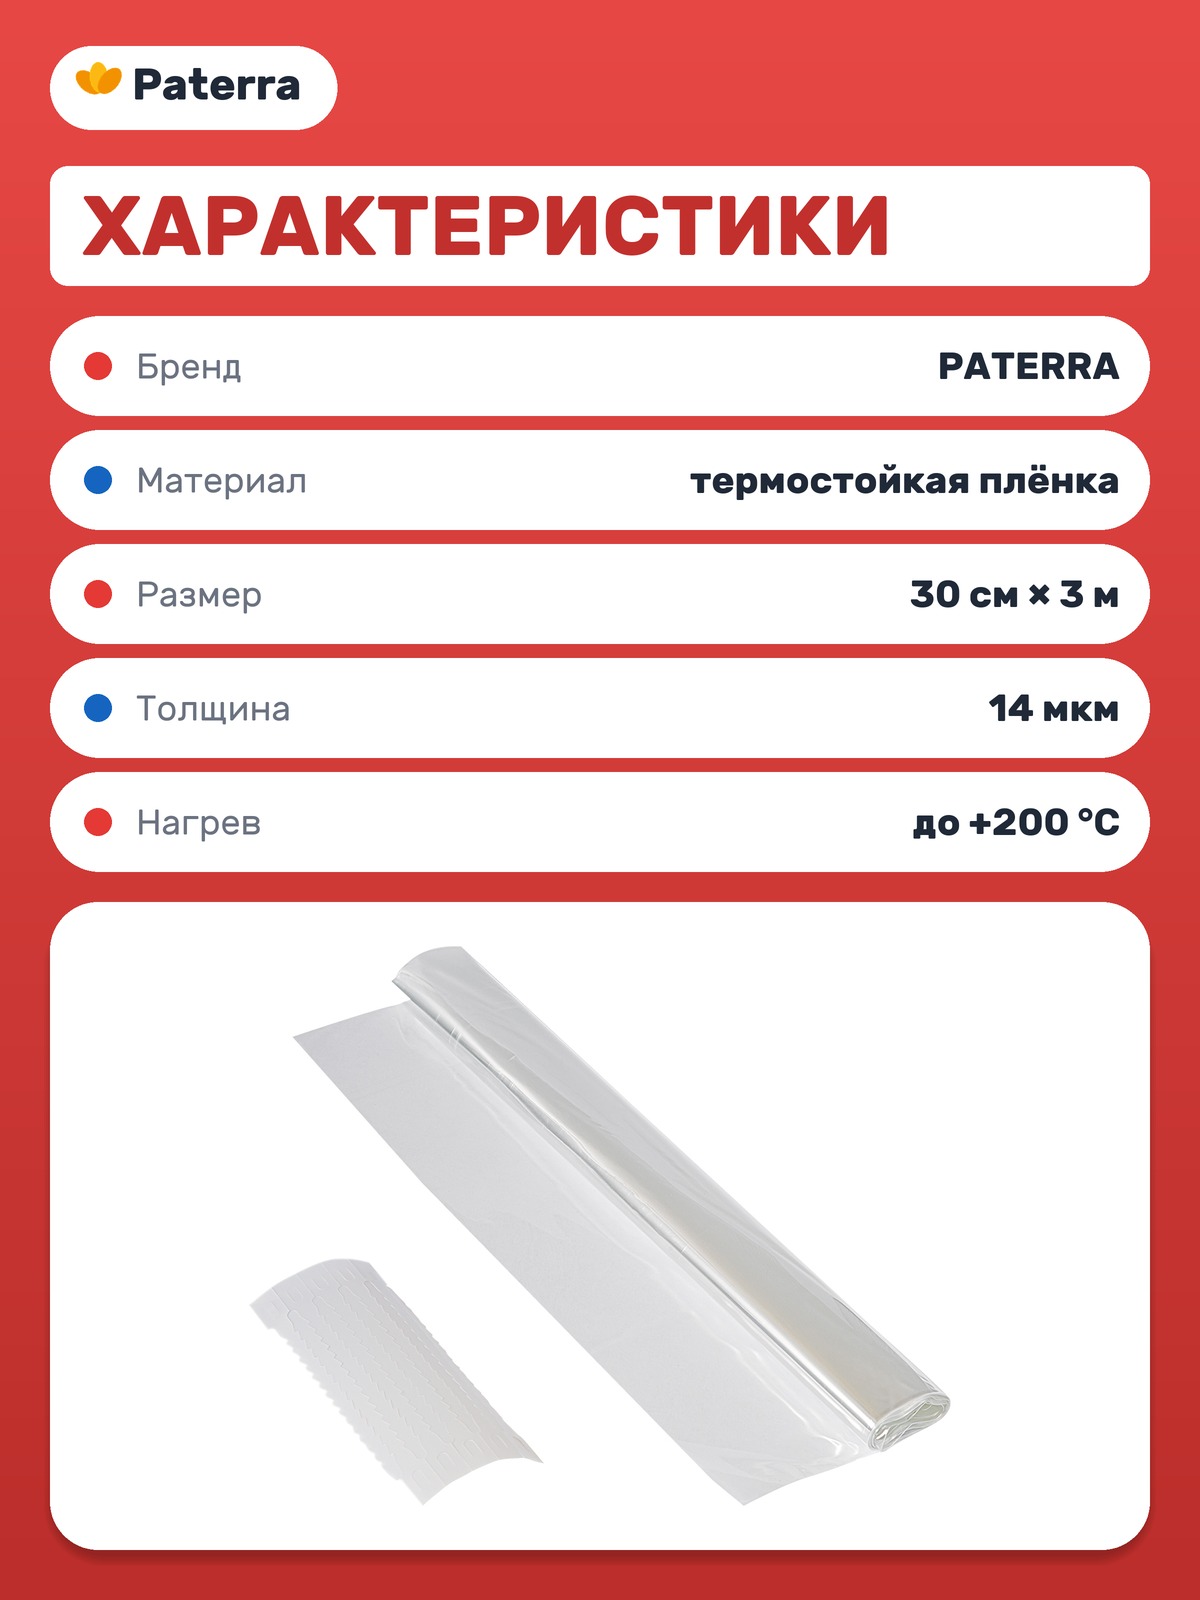 Paterra
ХАРАКТЕРИСТИКИ
Бренд PATERRA
Материал термостойкая плёнка
Размер 30 см × 3 м
Толщина 14 мкм
Нагрев до +200 °C